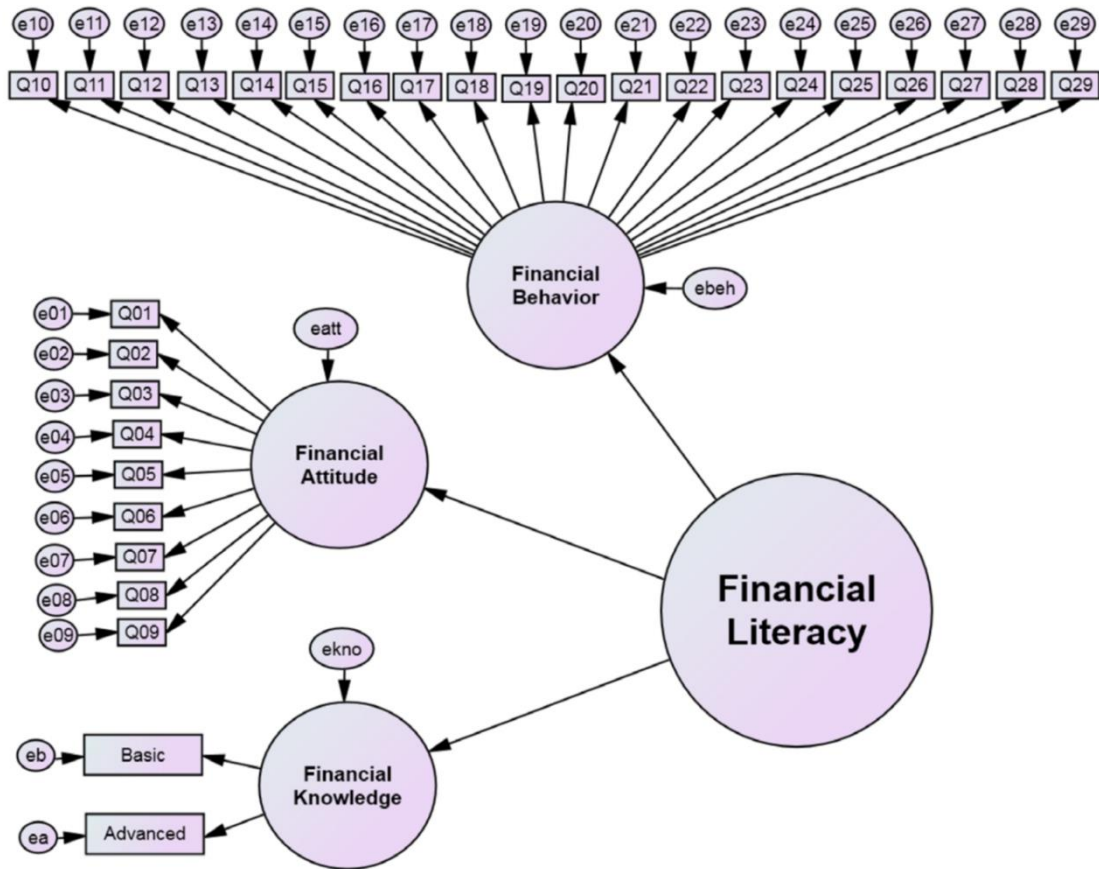 e10 e11 e12 e13 e14 e15 e16 e17 e18 e19 e20 e21 e22 e23 e24 e25 e26 e27 e28 e29
Q10 Q11 Q12 Q13 Q14 Q15 Q16 Q17 Q18 Q19 Q20 Q21 Q22 Q23 Q24 Q25 Q26 Q27 Q28 Q29
Financial
Behavior
ebeh
e01 Q01
eatt
e02 Q02
e03 Q03
e04 Q04
e05 Q05
e06 Q06
e07 Q07
e08 Q08
e09 Q09
Financial
Attitude
Financial
Literacy
ekno
eb Basic
ea Advanced
Financial
Knowledge